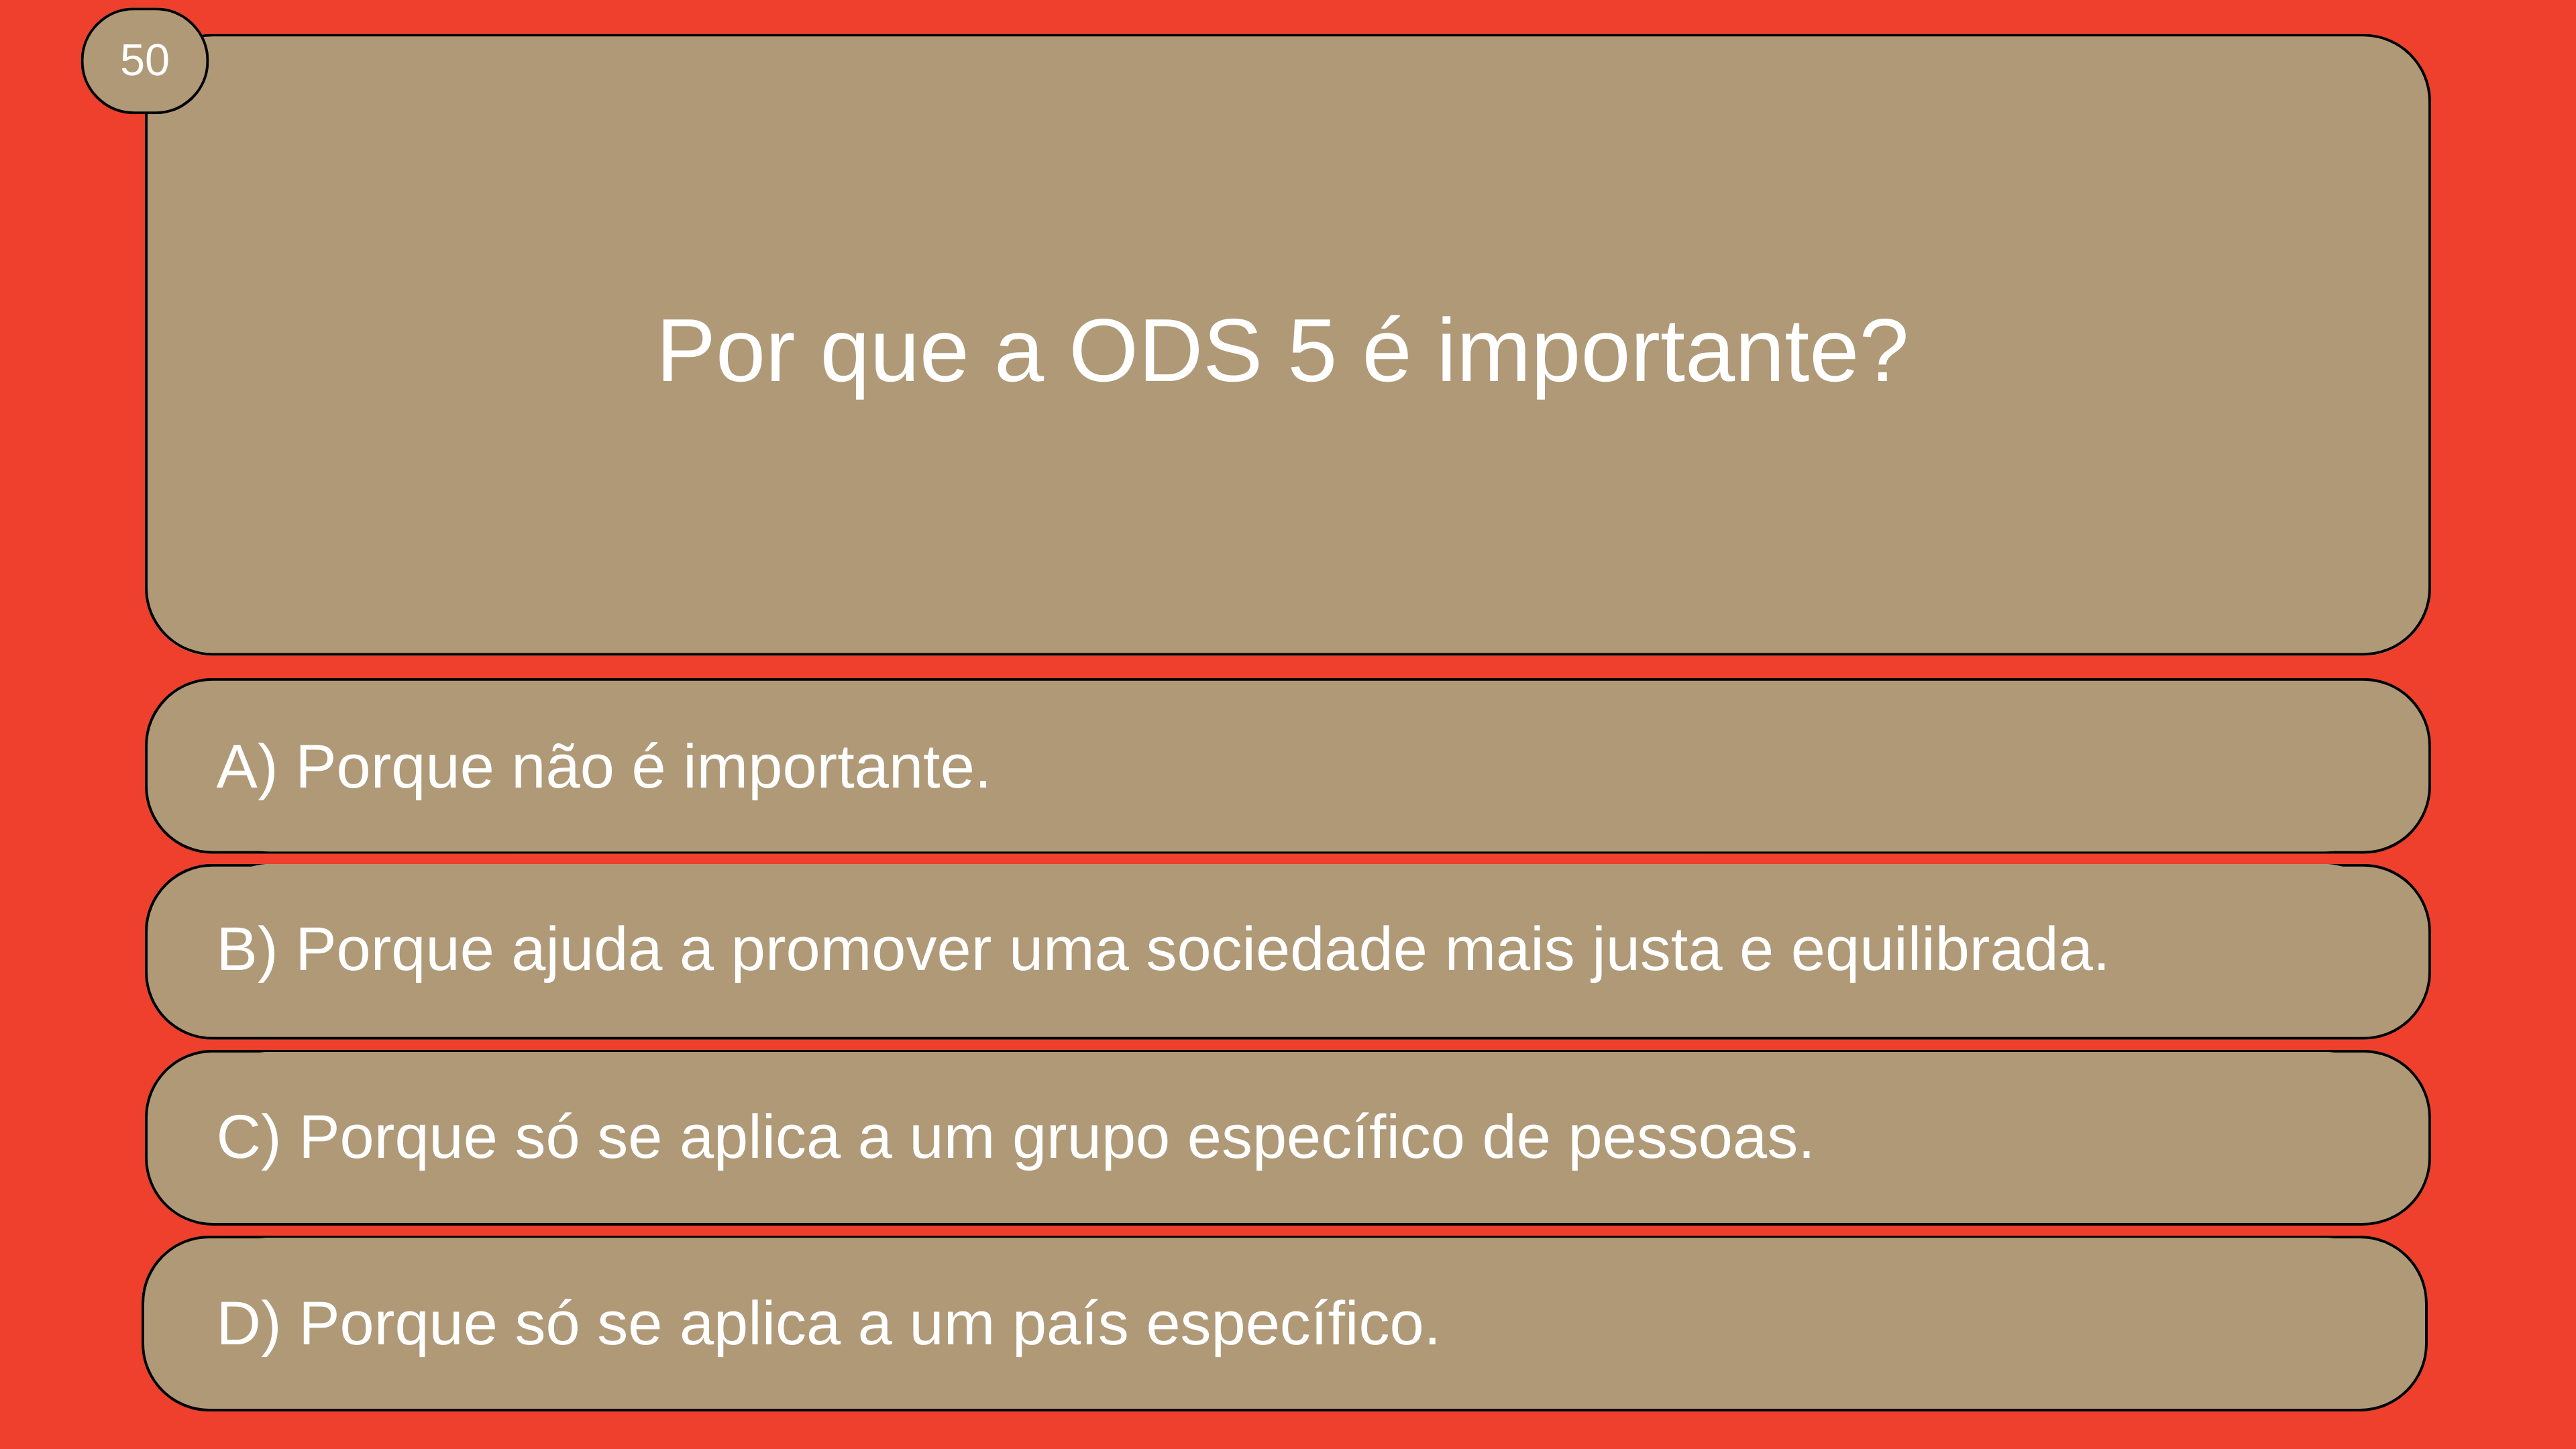 50
Por que a ODS 5 é importante?
A) Porque não é importante.
B) Porque ajuda a promover uma sociedade mais justa e equilibrada.
C) Porque só se aplica a um grupo específico de pessoas.
D) Porque só se aplica a um país específico.